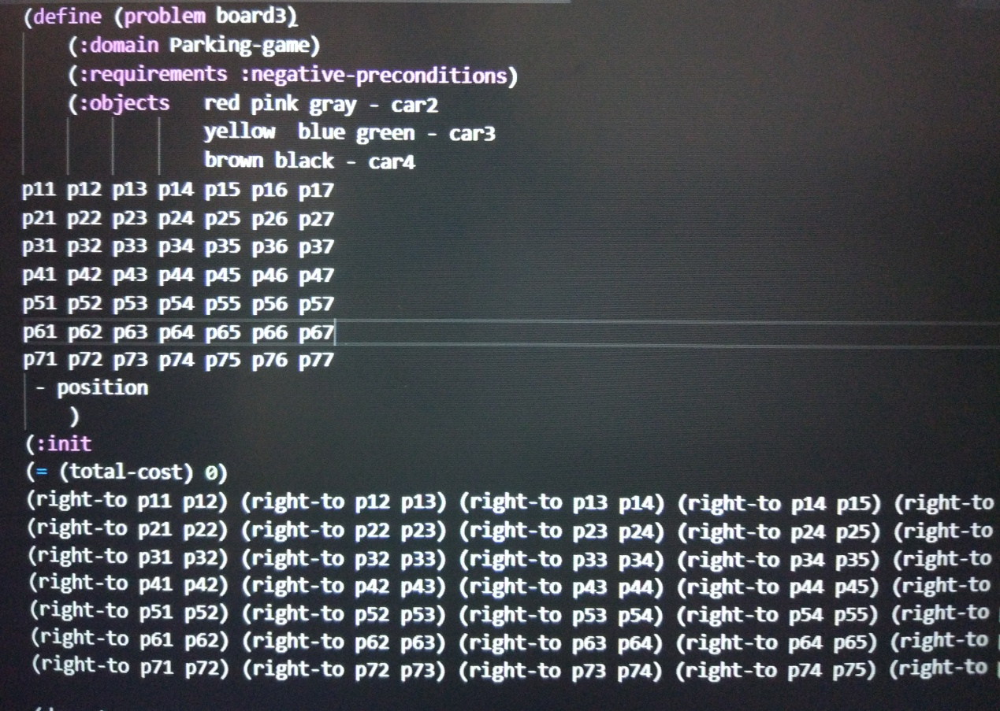 (define (problem board3)
(:domain Parking-game)
(:requirements :negative-preconditions)
(:objects red pink gray - car2
yellow blue green - car3
brown black - car4
p11 p12 p13 p14 p15 p16 p17
p21 p22 p23 p24 p25 p26 p27
p31 p32 p33 p34 p35 p36 p37
p41 p42 p43 p44 p45 p46 p47
p51 p52 p53 p54 p55 p56 p57
p61 p62 p63 p64 p65 p66 p67
p71 p72 p73 p74 p75 p76 p77
- position
)
(:init
(= (total-cost) 0)
(right-to p11 p12) (right-to p12 p13) (right-to p13 p14) (right-to p14 p15) (right-to
(right-to p21 p22) (right-to p22 p23) (right-to p23 p24) (right-to p24 p25) (right-to
(right-to p31 p32) (right-to p32 p33) (right-to p33 p34) (right-to p34 p35) (right-to
(right-to p41 p42) (right-to p42 p43) (right-to p43 p44) (right-to p44 p45) (right-to
(right-to p51 p52) (right-to p52 p53) (right-to p53 p54) (right-to p54 p55) (right-to
(right-to p61 p62) (right-to p62 p63) (right-to p63 p64) (right-to p64 p65) (right-to
(right-to p71 p72) (right-to p72 p73) (right-to p73 p74) (right-to p74 p75) (right-to